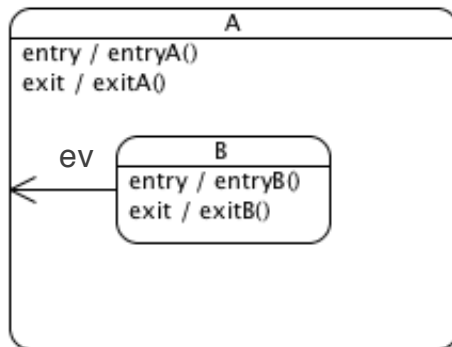 A
entry / entryA()
exit / exitA()
ev
B
entry / entryB()
exit / exitB()